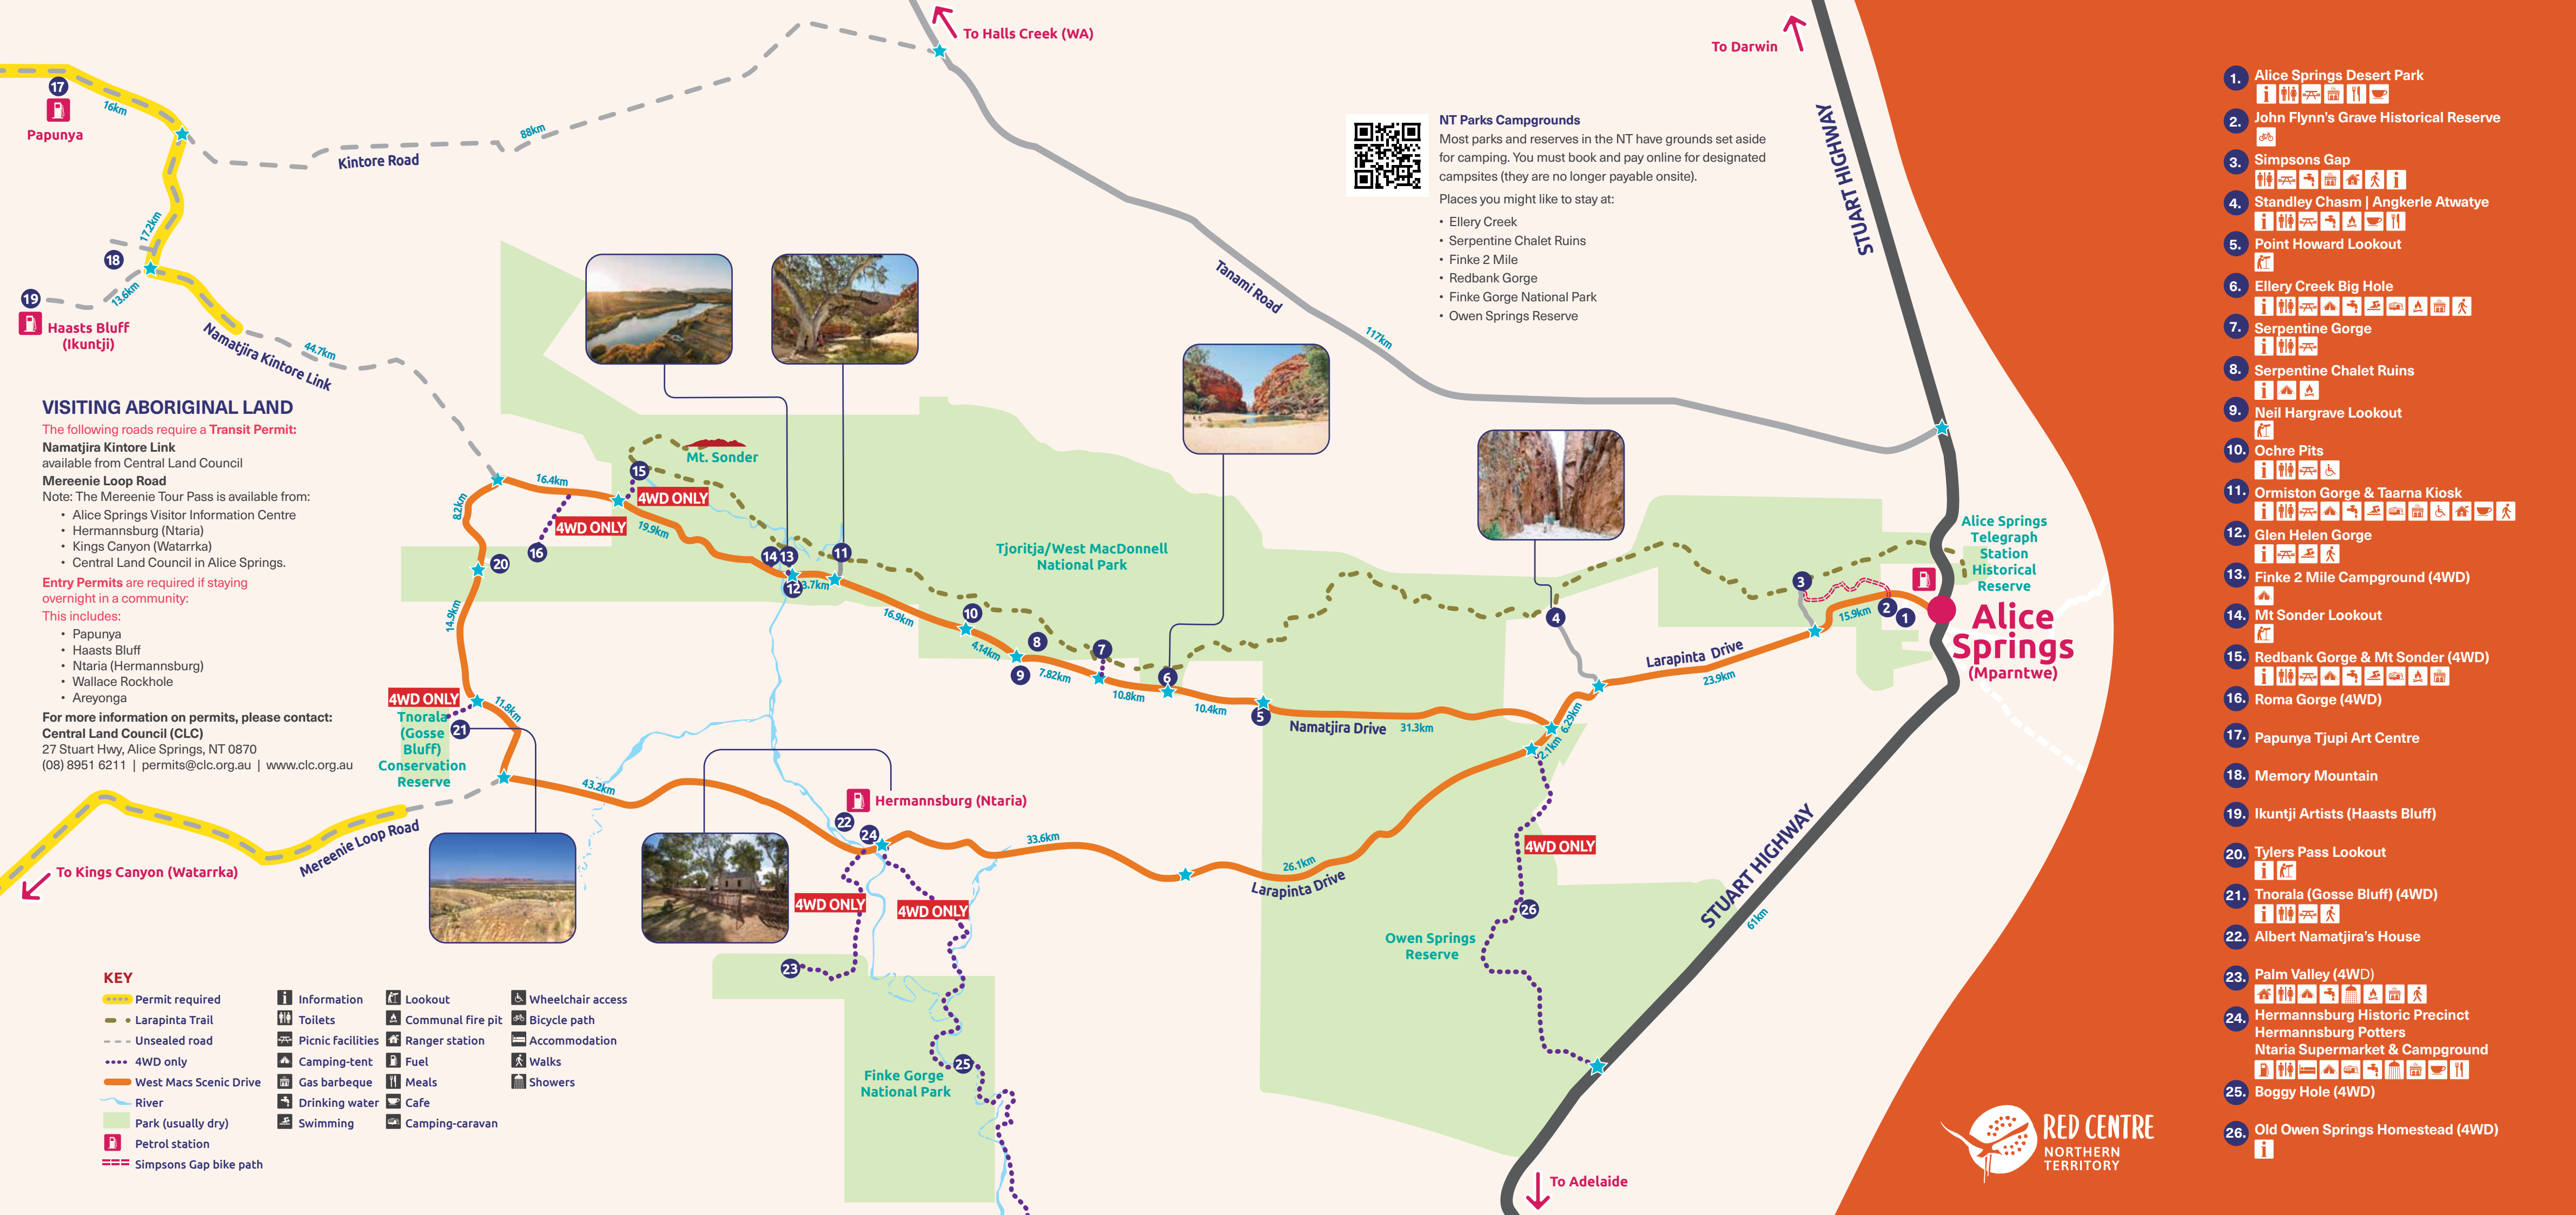 To Halls Creek (WA)
To Darwin
17
Papunya
16km
88km
Kintore Road
17.2km
18
13.6km
19
Haasts Bluff
(Ikuntji)
Namatjira Kintore Link
44.7km
Tanami Road
117km
STUART HIGHWAY
NT Parks Campgrounds
Most parks and reserves in the NT have grounds set aside
for camping. You must book and pay online for designated
campsites (they are no longer payable onsite).
Places you might like to stay at:
• Ellery Creek
• Serpentine Chalet Ruins
• Finke 2 Mile
• Redbank Gorge
• Finke Gorge National Park
• Owen Springs Reserve
VISITING ABORIGINAL LAND
The following roads require a Transit Permit:
Namatjira Kintore Link
available from Central Land Council
Mereenie Loop Road
Note: The Mereenie Tour Pass is available from:
• Alice Springs Visitor Information Centre
• Hermannsburg (Ntaria)
• Kings Canyon (Watarrka)
• Central Land Council in Alice Springs.
Entry Permits are required if staying
overnight in a community:
This includes:
• Papunya
• Haasts Bluff
• Ntaria (Hermannsburg)
• Wallace Rockhole
• Areyonga
For more information on permits, please contact:
Central Land Council (CLC)
27 Stuart Hwy, Alice Springs, NT 0870
(08) 8951 6211 | permits@clc.org.au | www.clc.org.au
Mt. Sonder
15
4WD ONLY
16.4km
8.2km
4WD ONLY
16
19.9km
20
14 13
11
12
3.7km
Tjoritja/West MacDonnell
National Park
16.9km
10
4.14km
8
9
7.82km
7
10.8km
6
10.4km
5
Namatjira Drive
31.3km
4
6.29km
2.1km
Larapinta Drive
23.9km
3
15.9km
2
1
Alice Springs
Telegraph
Station
Historical
Reserve
Alice
Springs
(Mparntwe)
14.9km
4WD ONLY
Tnorala
(Gosse
Bluff)
Conservation
Reserve
21
11.8km
43.2km
Mereenie Loop Road
To Kings Canyon (Watarrka)
Hermannsburg (Ntaria)
22
24
33.6km
26.1km
Larapinta Drive
4WD ONLY
4WD ONLY
23
25
Finke Gorge
National Park
4WD ONLY
26
Owen Springs
Reserve
STUART HIGHWAY
61km
To Adelaide
KEY
Permit required
Larapinta Trail
Unsealed road
4WD only
West Macs Scenic Drive
River
Park (usually dry)
Petrol station
Simpsons Gap bike path
Information
Toilets
Picnic facilities
Camping-tent
Gas barbeque
Drinking water
Swimming
Lookout
Communal fire pit
Ranger station
Fuel
Meals
Cafe
Camping-caravan
Wheelchair access
Bicycle path
Accommodation
Walks
Showers
1. Alice Springs Desert Park
2. John Flynn's Grave Historical Reserve
3. Simpsons Gap
4. Standley Chasm | Angkerle Atwatye
5. Point Howard Lookout
6. Ellery Creek Big Hole
7. Serpentine Gorge
8. Serpentine Chalet Ruins
9. Neil Hargrave Lookout
10. Ochre Pits
11. Ormiston Gorge & Taarna Kiosk
12. Glen Helen Gorge
13. Finke 2 Mile Campground (4WD)
14. Mt Sonder Lookout
15. Redbank Gorge & Mt Sonder (4WD)
16. Roma Gorge (4WD)
17. Papunya Tjupi Art Centre
18. Memory Mountain
19. Ikuntji Artists (Haasts Bluff)
20. Tylers Pass Lookout
21. Tnorala (Gosse Bluff) (4WD)
22. Albert Namatjira's House
23. Palm Valley (4WD)
24. Hermannsburg Historic Precinct
Hermannsburg Potters
Ntaria Supermarket & Campground
25. Boggy Hole (4WD)
26. Old Owen Springs Homestead (4WD)
RED CENTRE
NORTHERN
TERRITORY